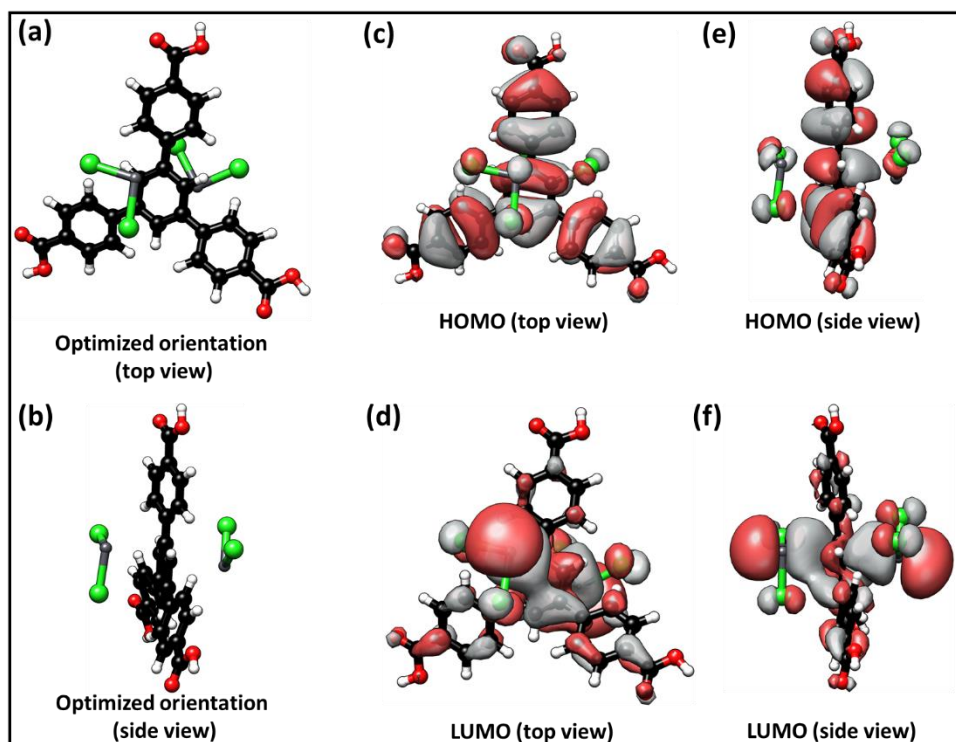 (a)
Optimized orientation
(top view)
(b)
Optimized orientation
(side view)
(c)
HOMO (top view)
(d)
LUMO (top view)
(e)
HOMO (side view)
(f)
LUMO (side view)